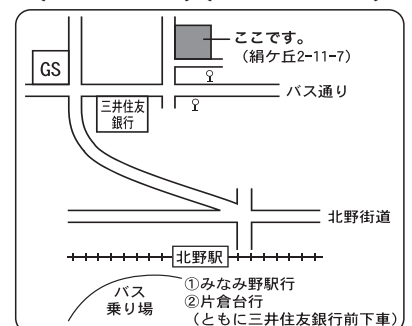 ここです。
(絹ケ丘2-11-7)
GS
バス通り
三井住友
銀行
北野街道
北野駅
バス
乗り場
①みなみ野駅行
②片倉台行
(ともに三井住友銀行前下車)